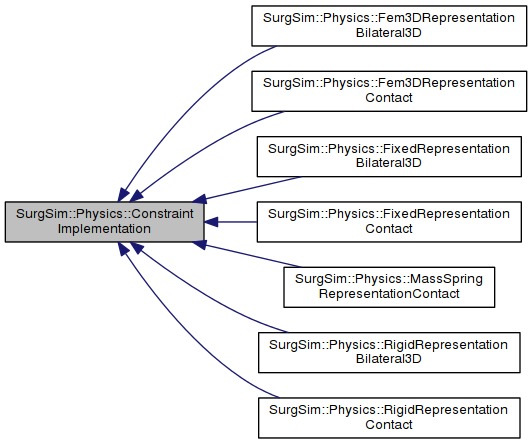 SurgSim::Physics::Fem3DRepresentation
Bilateral3D
SurgSim::Physics::Fem3DRepresentation
Contact
SurgSim::Physics::FixedRepresentation
Bilateral3D
SurgSim::Physics::Constraint
Implementation
SurgSim::Physics::FixedRepresentation
Contact
SurgSim::Physics::MassSpring
RepresentationContact
SurgSim::Physics::RigidRepresentation
Bilateral3D
SurgSim::Physics::RigidRepresentation
Contact